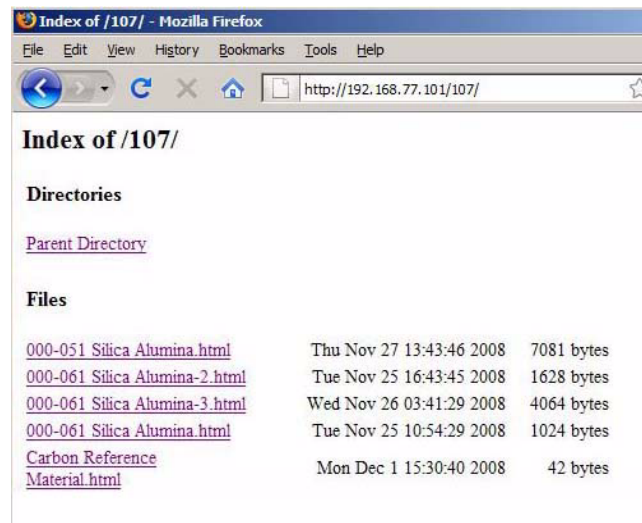 Index of /107/ - Mozilla Firefox
File Edit View History Bookmarks Tools Help
http://192.168.77.101/107/
Index of /107/
Directories
Parent Directory
Files
000-051 Silica Alumina.html Thu Nov 27 13:43:46 2008 7081 bytes
000-061 Silica Alumina-2.html Tue Nov 25 16:43:45 2008 1628 bytes
000-061 Silica Alumina-3.html Wed Nov 26 03:41:29 2008 4064 bytes
000-061 Silica Alumina.html Tue Nov 25 10:54:29 2008 1024 bytes
Carbon Reference
Material.html Mon Dec 1 15:30:40 2008 42 bytes